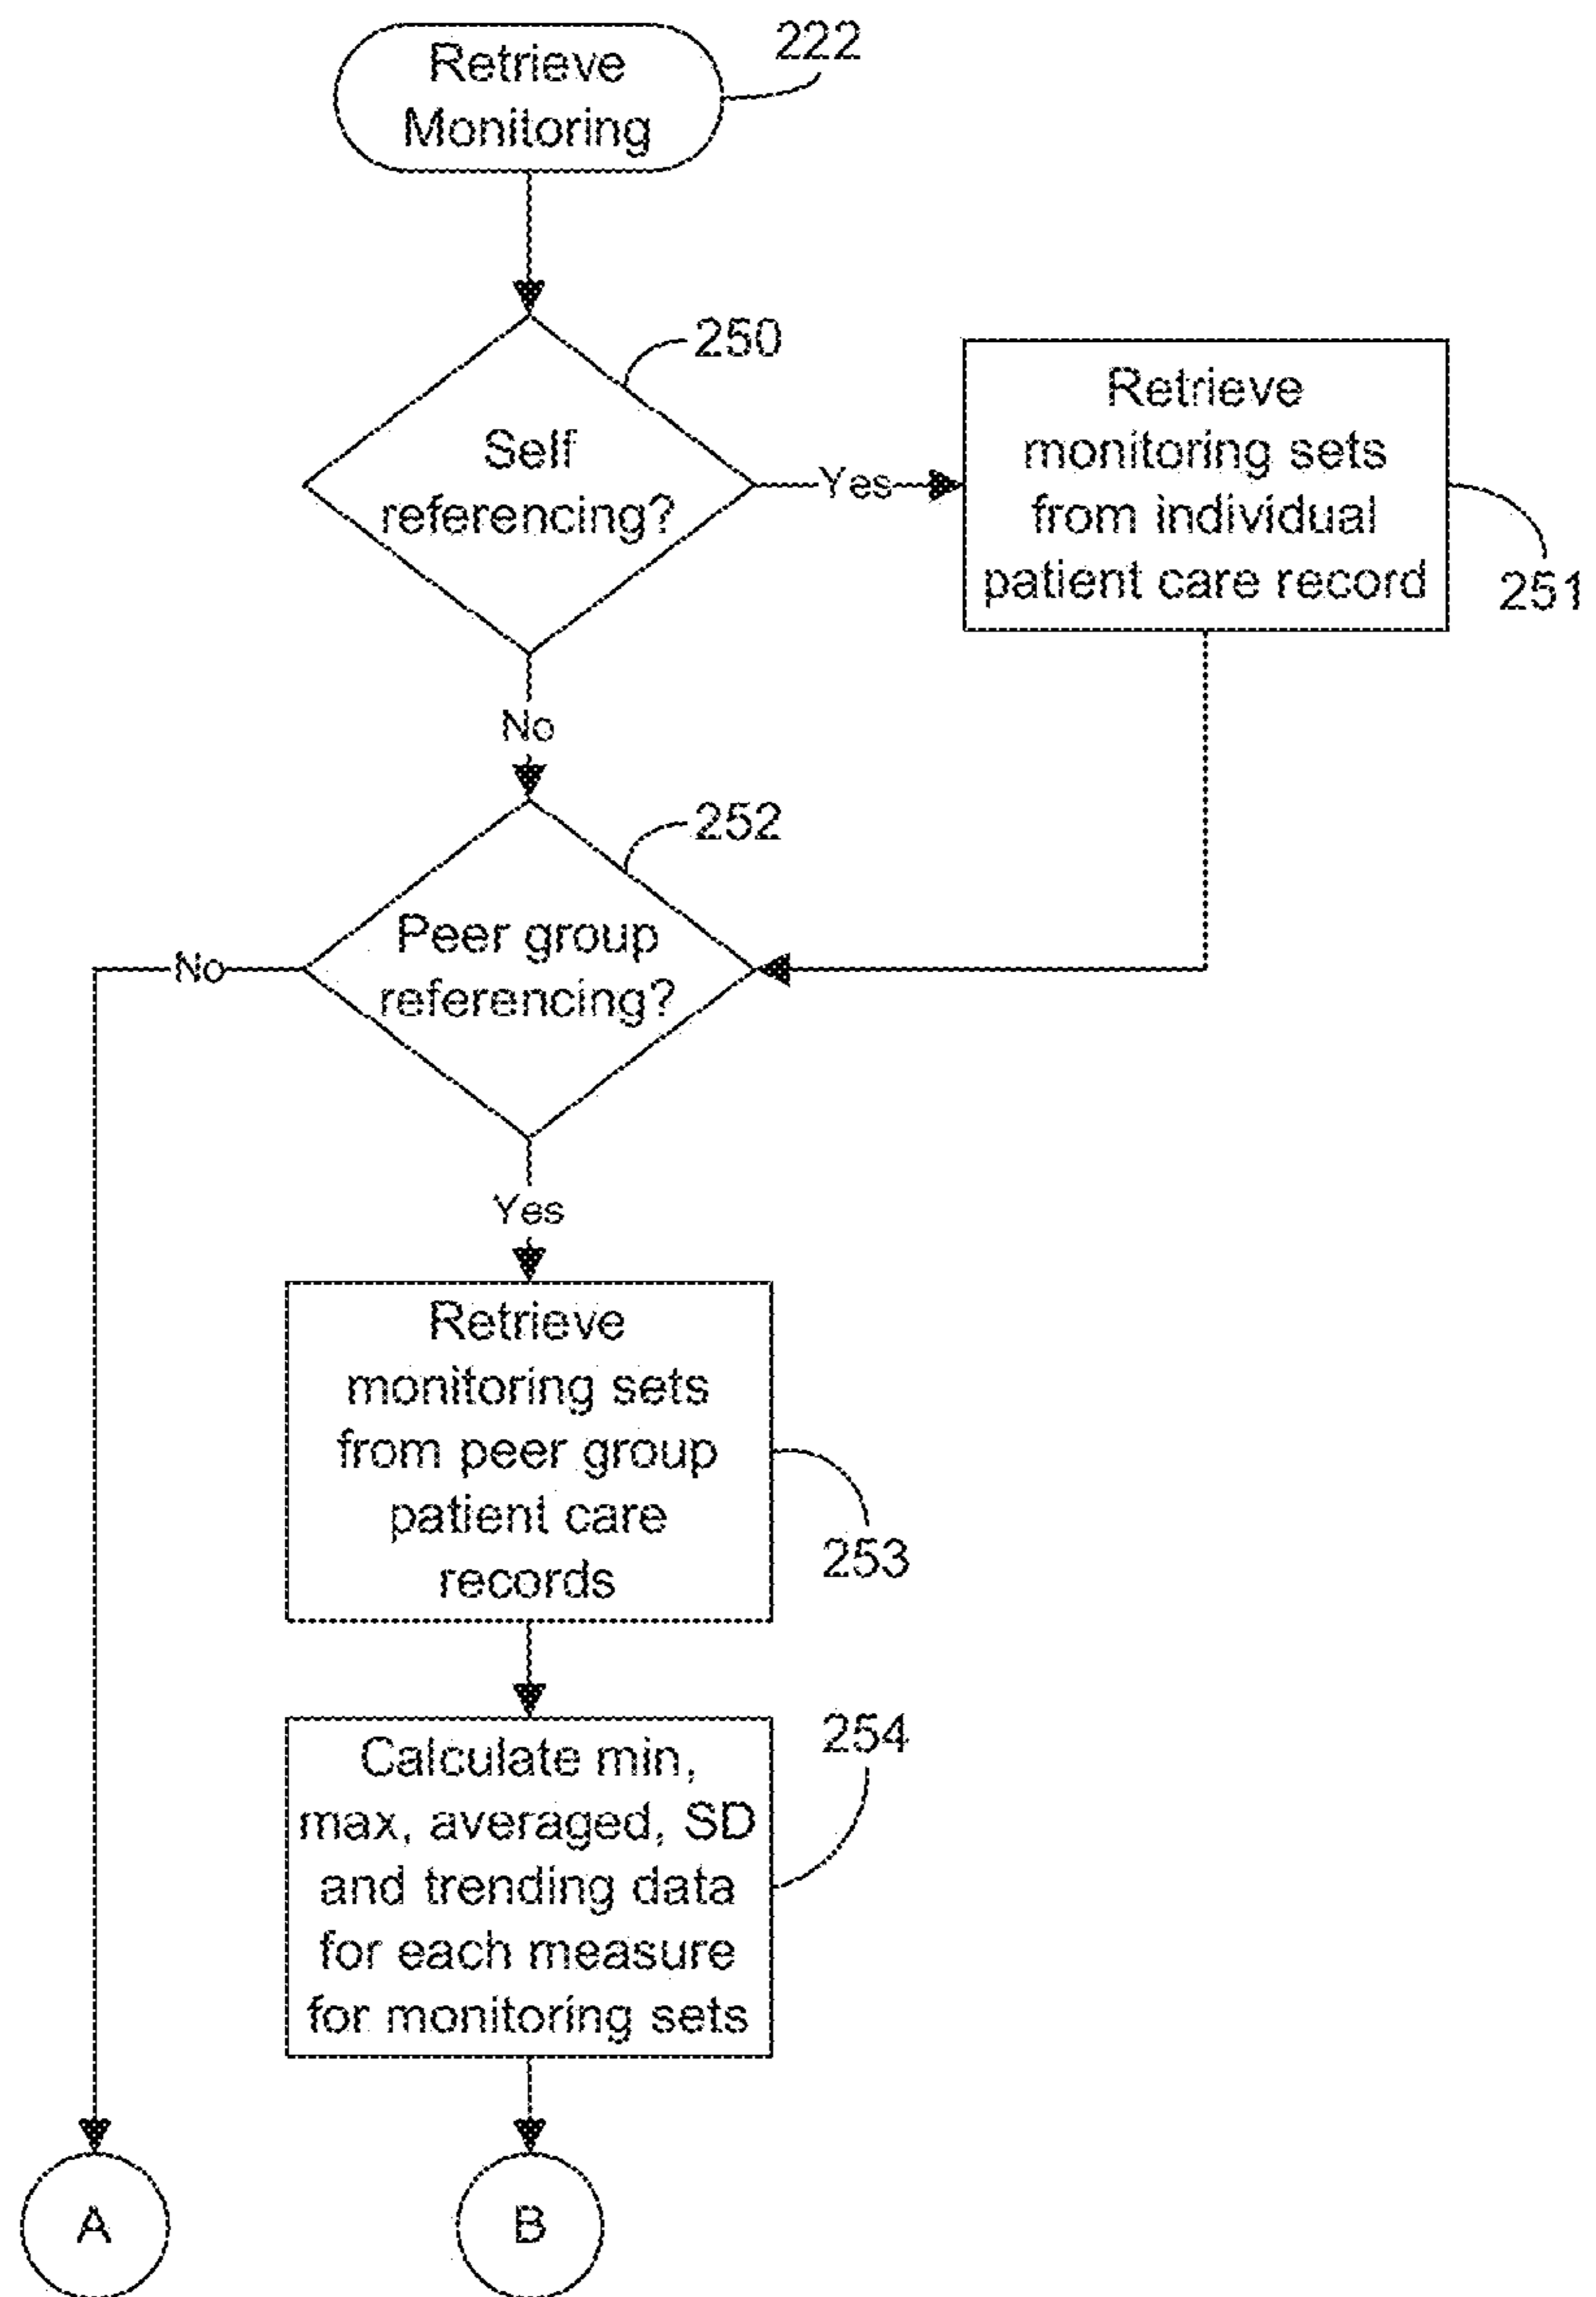 Retrieve
Monitoring
222
Self
referencing?
250
Yes
Retrieve
monitoring sets
from individual
patient care record
251
No
Peer group
referencing?
252
No
Yes
Retrieve
monitoring sets
from peer group
patient care
records
253
Calculate min,
max, averaged, SD
and trending data
for each measure
for monitoring sets
254
A
B